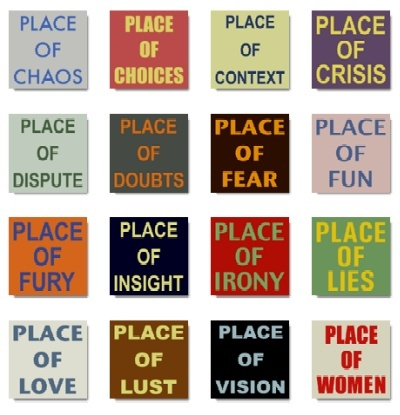 PLACE
OF
CHAOS
PLACE
OF
CHOICES
PLACE
OF
CONTEXT
PLACE
OF
CRISIS
PLACE
OF
DISPUTE
PLACE
OF
DOUBTS
PLACE
OF
FEAR
PLACE
OF
FUN
PLACE
OF
FURY
PLACE
OF
INSIGHT
PLACE
OF
IRONY
PLACE
OF
LIES
PLACE
OF
LOVE
PLACE
OF
LUST
PLACE
OF
VISION
PLACE
OF
WOMEN